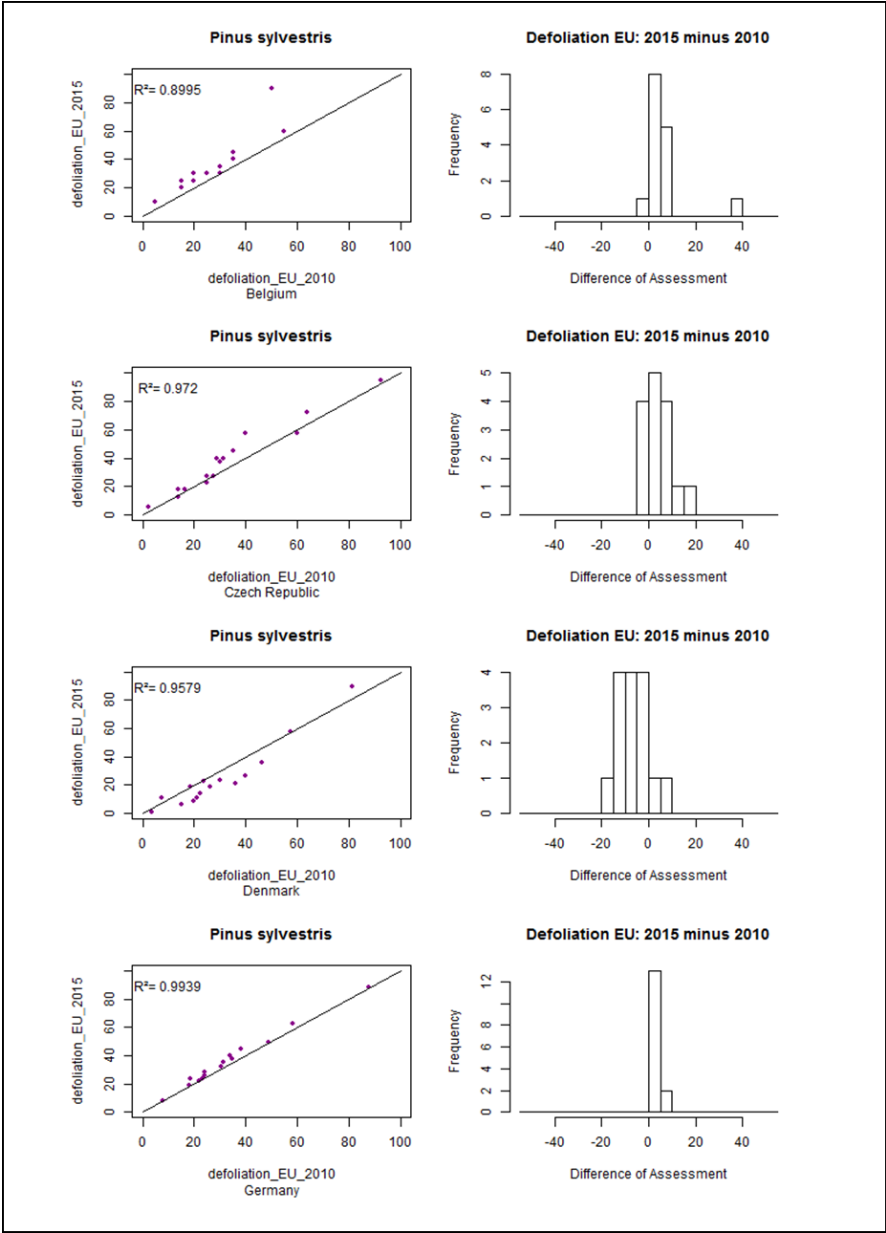 Pinus sylvestris
R²= 0.8995
defoliation_EU_2015
0 20 40 60 80
0 20 40 60 80 100
defoliation_EU_2010
Belgium
Defoliation EU: 2015 minus 2010
Frequency
0 2 4 6 8
-40 -20 0 20 40
Difference of Assessment
Pinus sylvestris
R²= 0.972
defoliation_EU_2015
0 20 40 60 80
0 20 40 60 80 100
defoliation_EU_2010
Czech Republic
Defoliation EU: 2015 minus 2010
Frequency
0 1 2 3 4 5
-40 -20 0 20 40
Difference of Assessment
Pinus sylvestris
R²= 0.9579
defoliation_EU_2015
0 20 40 60 80
0 20 40 60 80 100
defoliation_EU_2010
Denmark
Defoliation EU: 2015 minus 2010
Frequency
0 1 2 3 4
-40 -20 0 20 40
Difference of Assessment
Pinus sylvestris
R²= 0.9939
defoliation_EU_2015
0 20 40 60 80
0 20 40 60 80 100
defoliation_EU_2010
Germany
Defoliation EU: 2015 minus 2010
Frequency
0 2 4 6 8 12
-40 -20 0 20 40
Difference of Assessment